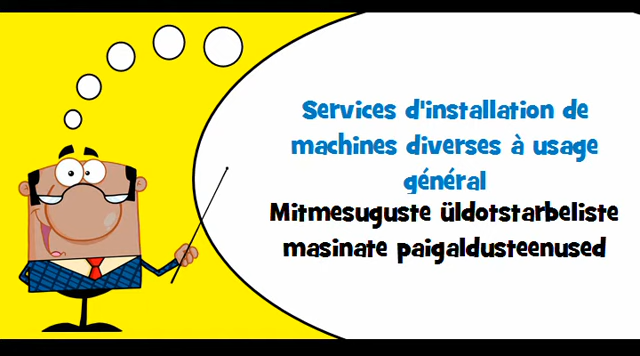 Services d'installation de
machines diverses à usage
général
Mitmesuguste üldotstarbeliste
masinate paigaldusteenused